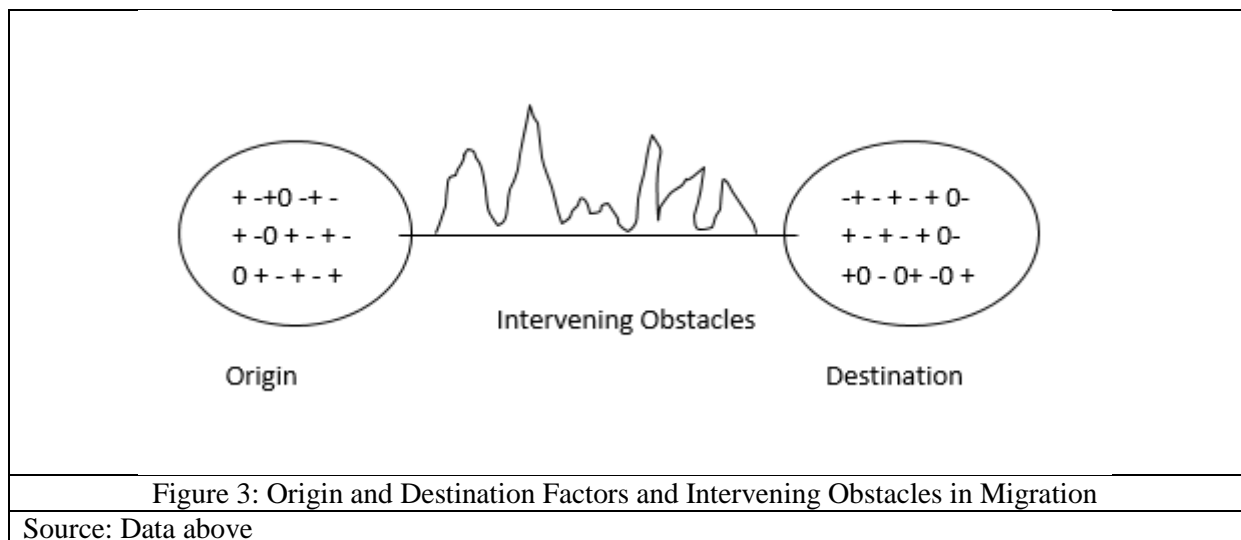 + -+0 -+ -
+ -0 + - + -
0 + - + - +
-+ - + - + 0-
+ - + - + 0-
+0 - 0+ -0 +
Intervening Obstacles
Origin
Destination
Figure 3: Origin and Destination Factors and Intervening Obstacles in Migration
Source: Data above